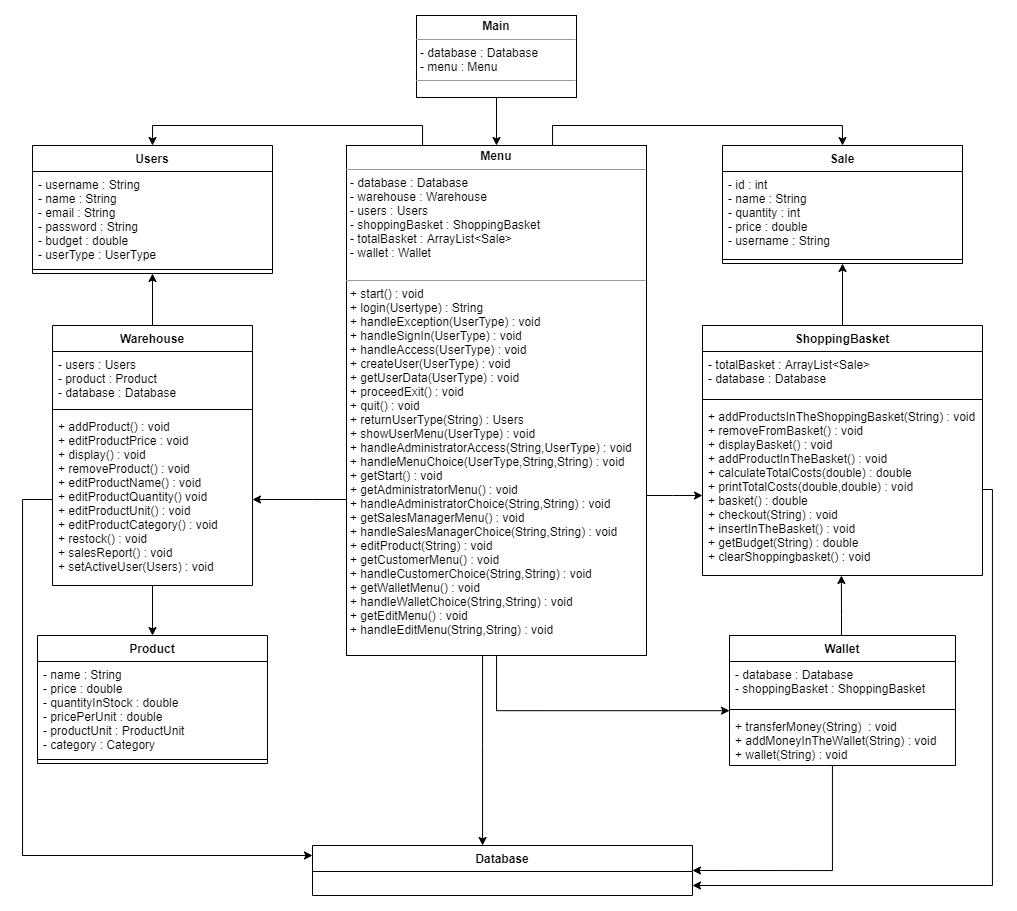 Main
- database : Database
- menu : Menu
Users
- username : String
- name : String
- email : String
- password : String
- budget : double
- userType : UserType
Menu
- database : Database
- warehouse : Warehouse
- users : Users
- shoppingBasket : ShoppingBasket
- totalBasket : ArrayList<Sale>
- wallet : Wallet
+ start() : void
+ login(Usertype) : String
+ handleException(UserType) : void
+ handleSignIn(UserType) : void
+ handleAccess(UserType) : void
+ createUser(UserType) : void
+ getUserData(UserType) : void
+ proceedExit() : void
+ quit() : void
+ returnUserType(String) : Users
+ showUserMenu(UserType) : void
+ handleAdministratorAccess(String,UserType) : void
+ handleMenuChoice(UserType,String,String) : void
+ getStart() : void
+ getAdministratorMenu() : void
+ handleAdministratorChoice(String,String) : void
+ getSalesManagerMenu() : void
+ handleSalesManagerChoice(String,String) : void
+ editProduct(String) : void
+ getCustomerMenu() : void
+ handleCustomerChoice(String,String) : void
+ getWalletMenu() : void
+ handleWalletChoice(String,String) : void
+ getEditMenu() : void
+ handleEditMenu(String,String) : void
Sale
- id : int
- name : String
- quantity : int
- price : double
- username : String
Warehouse
- users : Users
- product : Product
- database : Database
+ addProduct() : void
+ editProductPrice : void
+ display() : void
+ removeProduct() : void
+ editProductName() : void
+ editProductQuantity() void
+ editProductUnit() : void
+ editProductCategory() : void
+ restock() : void
+ salesReport() : void
+ setActiveUser(Users) : void
ShoppingBasket
- totalBasket : ArrayList<Sale>
- database : Database
+ addProductsInTheShoppingBasket(String) : void
+ removeFromBasket() : void
+ displayBasket() : void
+ addProductInTheBasket() : void
+ calculateTotalCosts(double) : double
+ printTotalCosts(double,double) : void
+ basket() : double
+ checkout(String) : void
+ insertInTheBasket() : void
+ getBudget(String) : double
+ clearShoppingbasket() : void
Product
- name : String
- price : double
- quantityInStock : double
- pricePerUnit : double
- productUnit : ProductUnit
- category : Category
Wallet
- database : Database
- shoppingBasket : ShoppingBasket
+ transferMoney(String) : void
+ addMoneyInTheWallet(String) : void
+ wallet(String) : void
Database